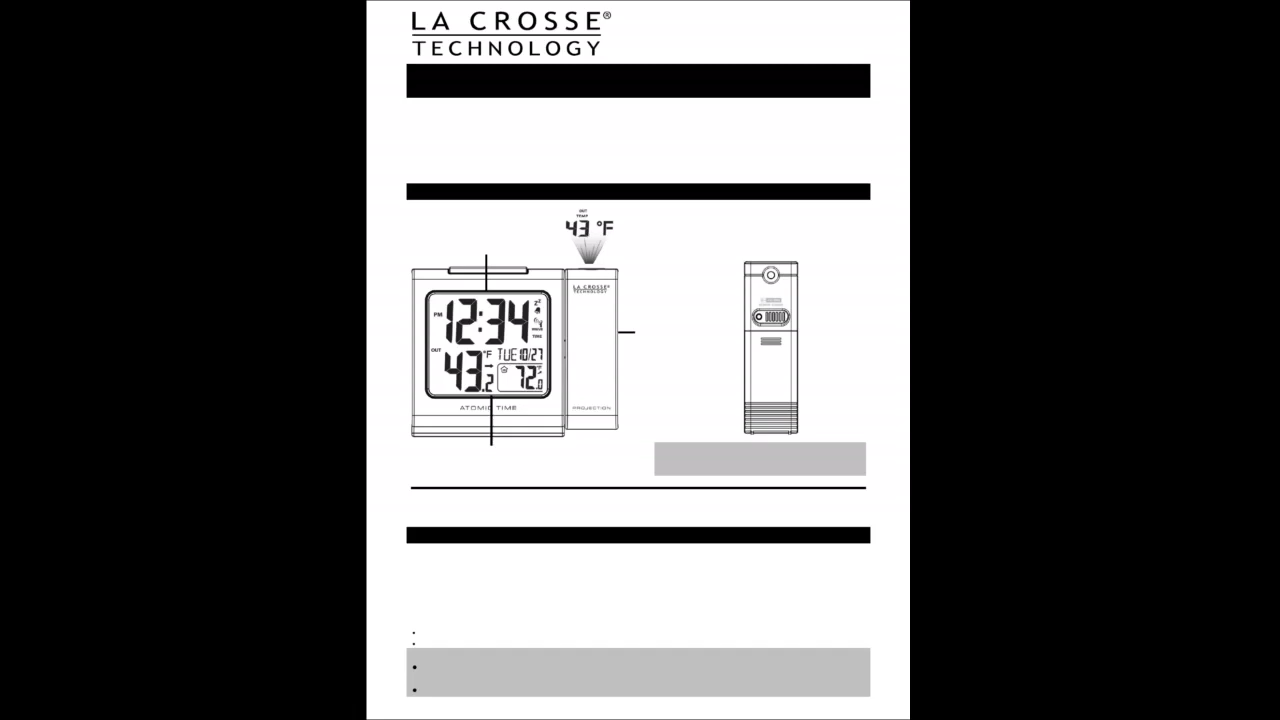 LA CROSSE®
TECHNOLOGY
OUT
TEMP
43 °F
LA CROSSE®
TECHNOLOGY
PM 12:34
OUT 43.2 °F
TUE 10/27
72.0
ATOMIC TIME
PROJECTION